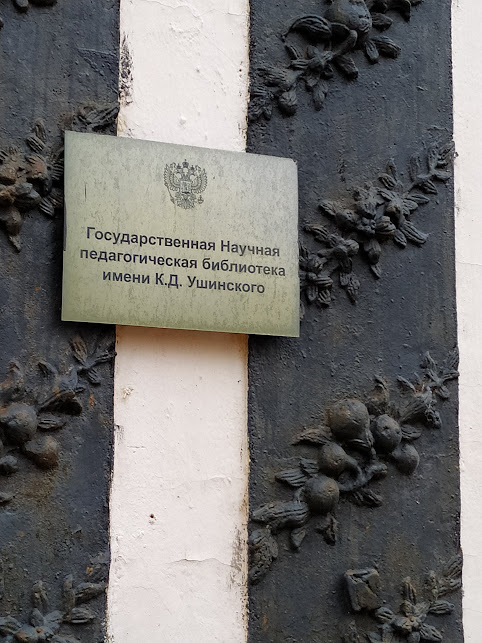 Государственная Научная
педагогическая библиотека
имени К.Д. Ушинского